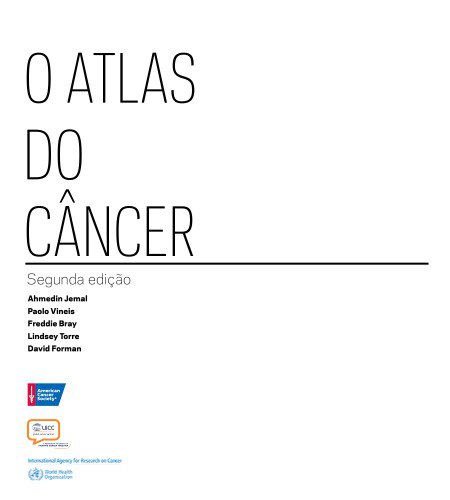 O ATLAS
DO
CÂNCER
Segunda edição
Ahmedin Jemal
Paolo Vineis
Freddie Bray
Lindsey Torre
David Forman
American
Cancer
Society®
UICC
International Agency for Research on Cancer
World Health
Organization